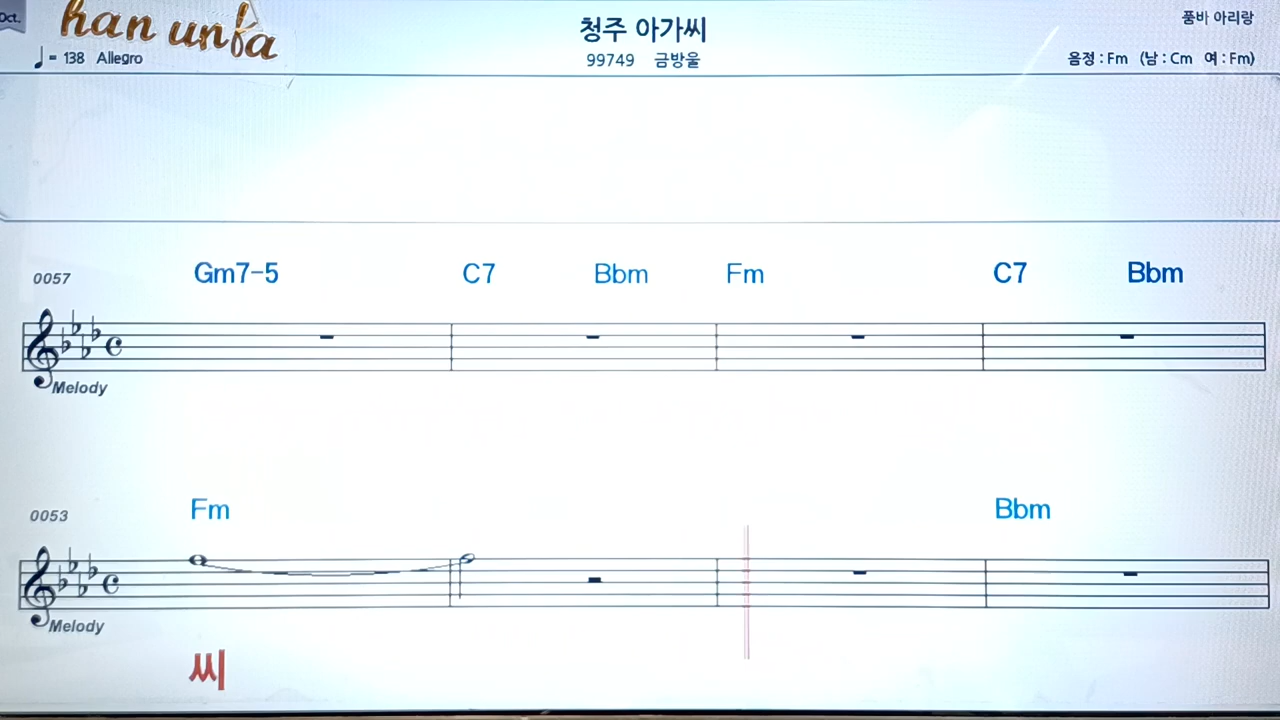 Oct.
han unfa
청주 아가씨
품바 아리랑
♩= 138 Allegro
99749 금방울
음정 : Fm (남 : Cm 여 : Fm)
0057 Gm7-5 C7 Bbm Fm C7 Bbm
Melody
0053 Fm Bbm
Melody
씨